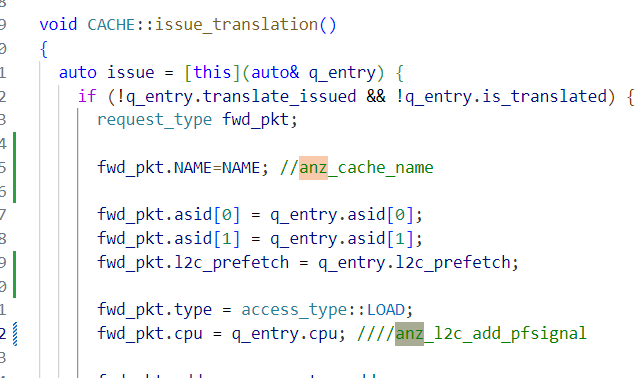 9 void CACHE::issue_translation()
0 {
1 auto issue = [this](auto& q_entry) {
2 if (!q_entry.translate_issued && !q_entry.is_translated) {
3 request_type fwd_pkt;
4
5 fwd_pkt.NAME=NAME; //anz_cache_name
6
7 fwd_pkt.asid[0] = q_entry.asid[0];
8 fwd_pkt.asid[1] = q_entry.asid[1];
9 fwd_pkt.l2c_prefetch = q_entry.l2c_prefetch;
0
1 fwd_pkt.type = access_type::LOAD;
2 fwd_pkt.cpu = q_entry.cpu; ////anz_l2c_add_pfsignal
3